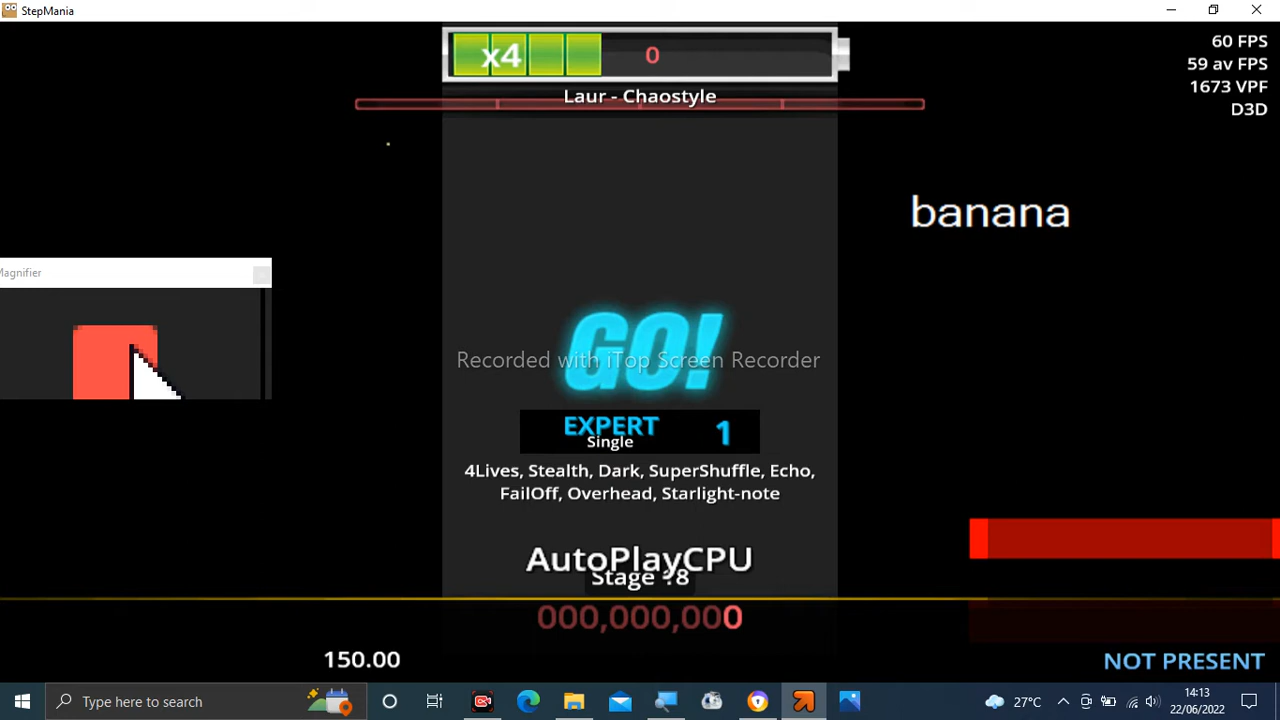 StepMania
x4
0
60 FPS
59 av FPS
1673 VPF
D3D
Laur - Chaostyle
banana
Magnifier
GO!
Recorded with iTop Screen Recorder
EXPERT 1
Single
4Lives, Stealth, Dark, SuperShuffle, Echo,
FailOff, Overhead, Starlight-note
AutoPlayCPU
Stage 18
000,000,000
150.00
NOT PRESENT
Type here to search
27°C
14:13
22/06/2022